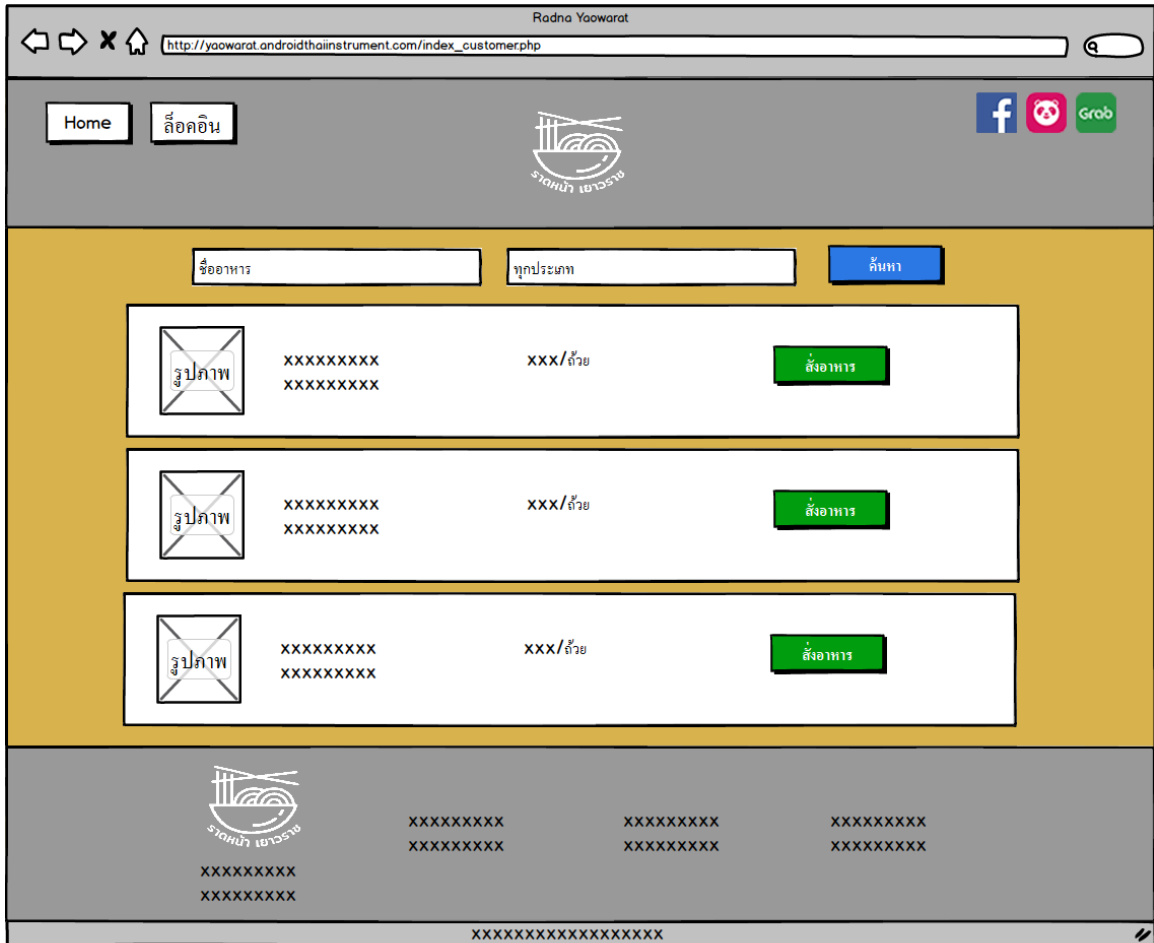 Radna Yaowarat
http://yaowarat.androidthaiinstrument.com/index_customer.php
Home
ล็อคอิน
ราดหน้า เยาวราช
Grab
ชื่ออาหาร
ทุกประเภท
ค้นหา
รูปภาพ
xxxxxxxxx
xxxxxxxxx
xxx/ถ้วย
สั่งอาหาร
รูปภาพ
xxxxxxxxx
xxxxxxxxx
xxx/ถ้วย
สั่งอาหาร
รูปภาพ
xxxxxxxxx
xxxxxxxxx
xxx/ถ้วย
สั่งอาหาร
ราดหน้า เยาวราช
xxxxxxxxx
xxxxxxxxx
xxxxxxxxx
xxxxxxxxx
xxxxxxxxx
xxxxxxxxx
xxxxxxxxx
xxxxxxxxx
xxxxxxxxxxxxxxxxxx